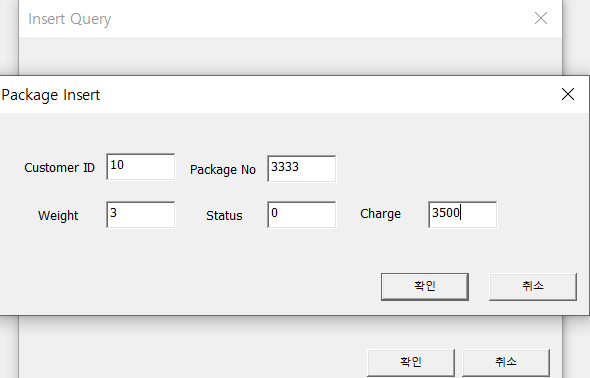 Insert Query
Package Insert
Customer ID 10 Package No 3333
Weight 3 Status 0 Charge 3500
확인 취소
확인 취소